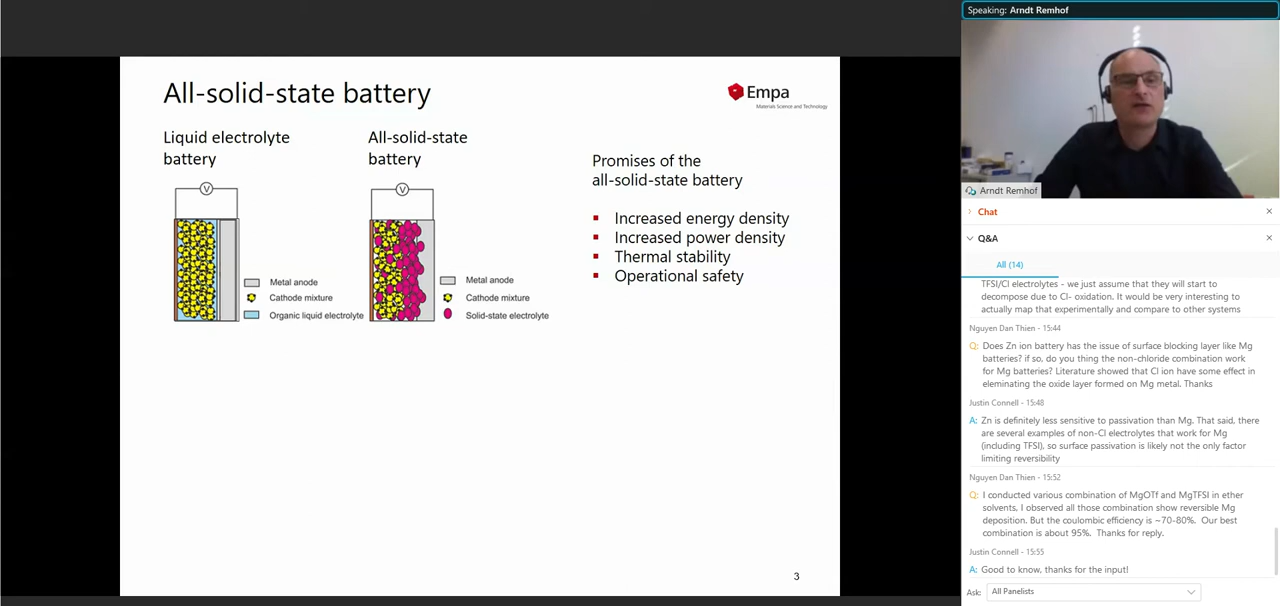 All-solid-state battery
Empa
Materials Science and Technology
Liquid electrolyte
battery
All-solid-state
battery
V
V
Metal anode
Cathode mixture
Organic liquid electrolyte
Metal anode
Cathode mixture
Solid-state electrolyte
Promises of the
all-solid-state battery
Increased energy density
Increased power density
Thermal stability
Operational safety
3
Speaking: Arndt Remhof
Arndt Remhof
Chat
Q&A
All (14)
TFSI/Cl electrolytes - we just assume that they will start to
decompose due to Cl- oxidation. It would be very interesting to
actually map that experimentally and compare to other systems
Nguyen Dan Thien - 15:44
Q: Does Zn ion battery has the issue of surface blocking layer like Mg
batteries? if so, do you thing the non-chloride combination work
for Mg batteries? Literature showed that Cl ion have some effect in
eleminating the oxide layer formed on Mg metal. Thanks
Justin Connell - 15:48
A: Zn is definitely less sensitive to passivation than Mg. That said, there
are several examples of non-Cl electrolytes that work for Mg
(including TFSI), so surface passivation is likely not the only factor
limiting reversibility
Nguyen Dan Thien - 15:52
Q: I conducted various combination of MgOTf and MgTFSI in ether
solvents, I observed all those combination show reversible Mg
deposition. But the coulombic efficiency is ~70-80%. Our best
combination is about 95%. Thanks for reply.
Justin Connell - 15:55
A: Good to know, thanks for the input!
Ask: All Panelists